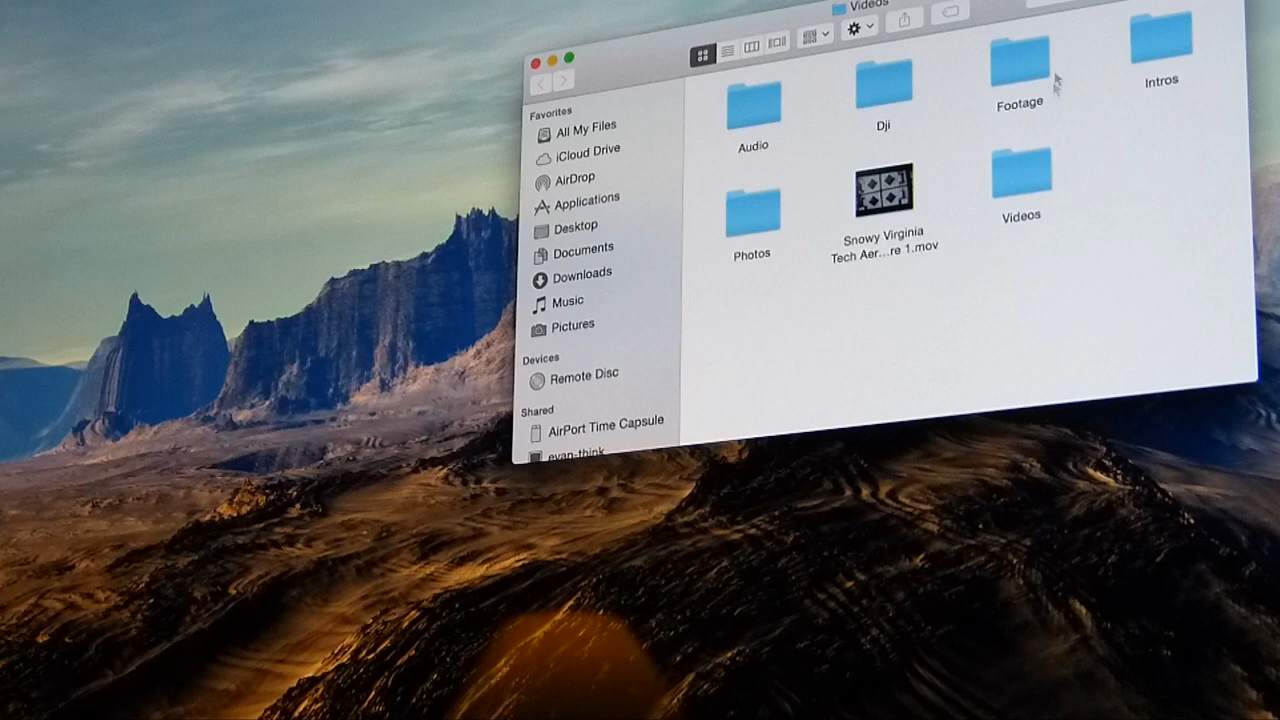 Videos
Favorites
All My Files
iCloud Drive
AirDrop
Applications
Desktop
Documents
Downloads
Music
Pictures
Devices
Remote Disc
Shared
AirPort Time Capsule
evan-think
Audio
Dji
Footage
Intros
Photos
Snowy Virginia
Tech Aer...re 1.mov
Videos